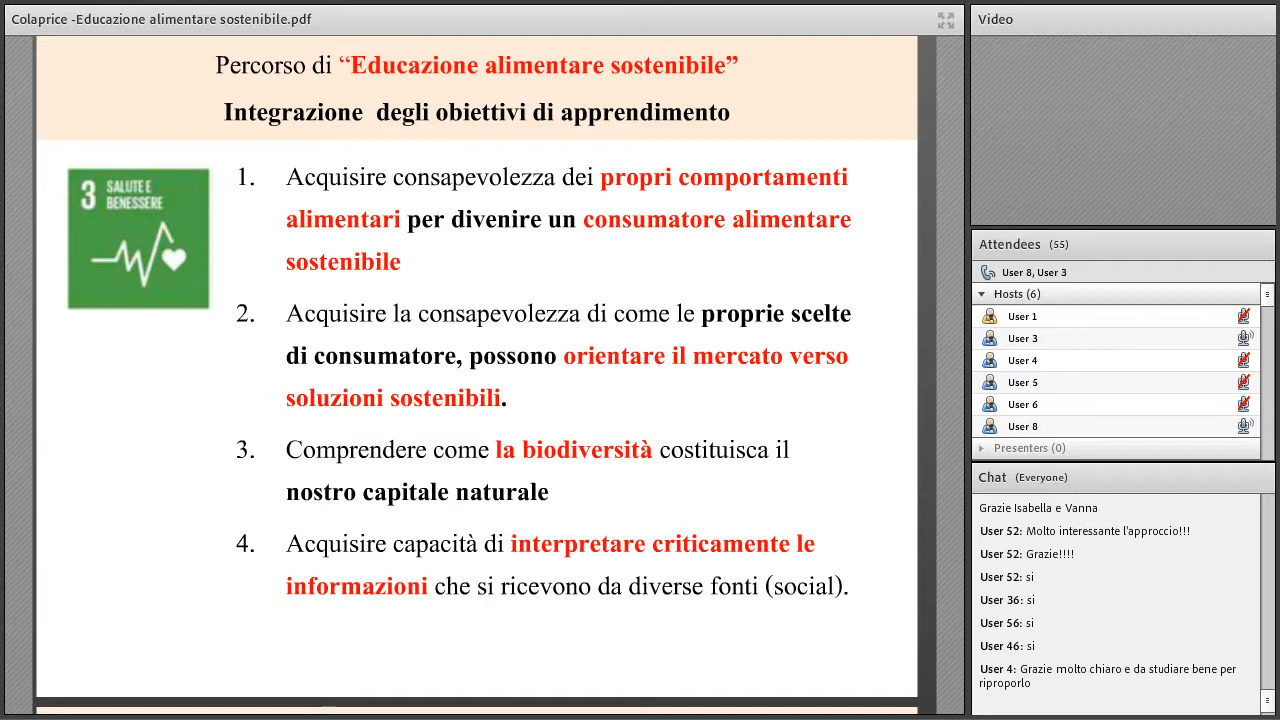 Colaprice -Educazione alimentare sostenibile.pdf
Percorso di “Educazione alimentare sostenibile”
Integrazione degli obiettivi di apprendimento
3 SALUTE E
BENESSERE
1. Acquisire consapevolezza dei propri comportamenti
alimentari per divenire un consumatore alimentare
sostenibile
2. Acquisire la consapevolezza di come le proprie scelte
di consumatore, possono orientare il mercato verso
soluzioni sostenibili.
3. Comprendere come la biodiversità costituisca il
nostro capitale naturale
4. Acquisire capacità di interpretare criticamente le
informazioni che si ricevono da diverse fonti (social).
Video
Attendees (55)
User 8, User 3
Hosts (6)
User 1
User 3
User 4
User 5
User 6
User 8
Presenters (0)
Chat (Everyone)
Grazie Isabella e Vanna
User 52: Molto interessante l'approccio!!!
User 52: Grazie!!!!
User 52: si
User 36: si
User 56: si
User 46: si
User 4: Grazie molto chiaro e da studiare bene per
riproporlo